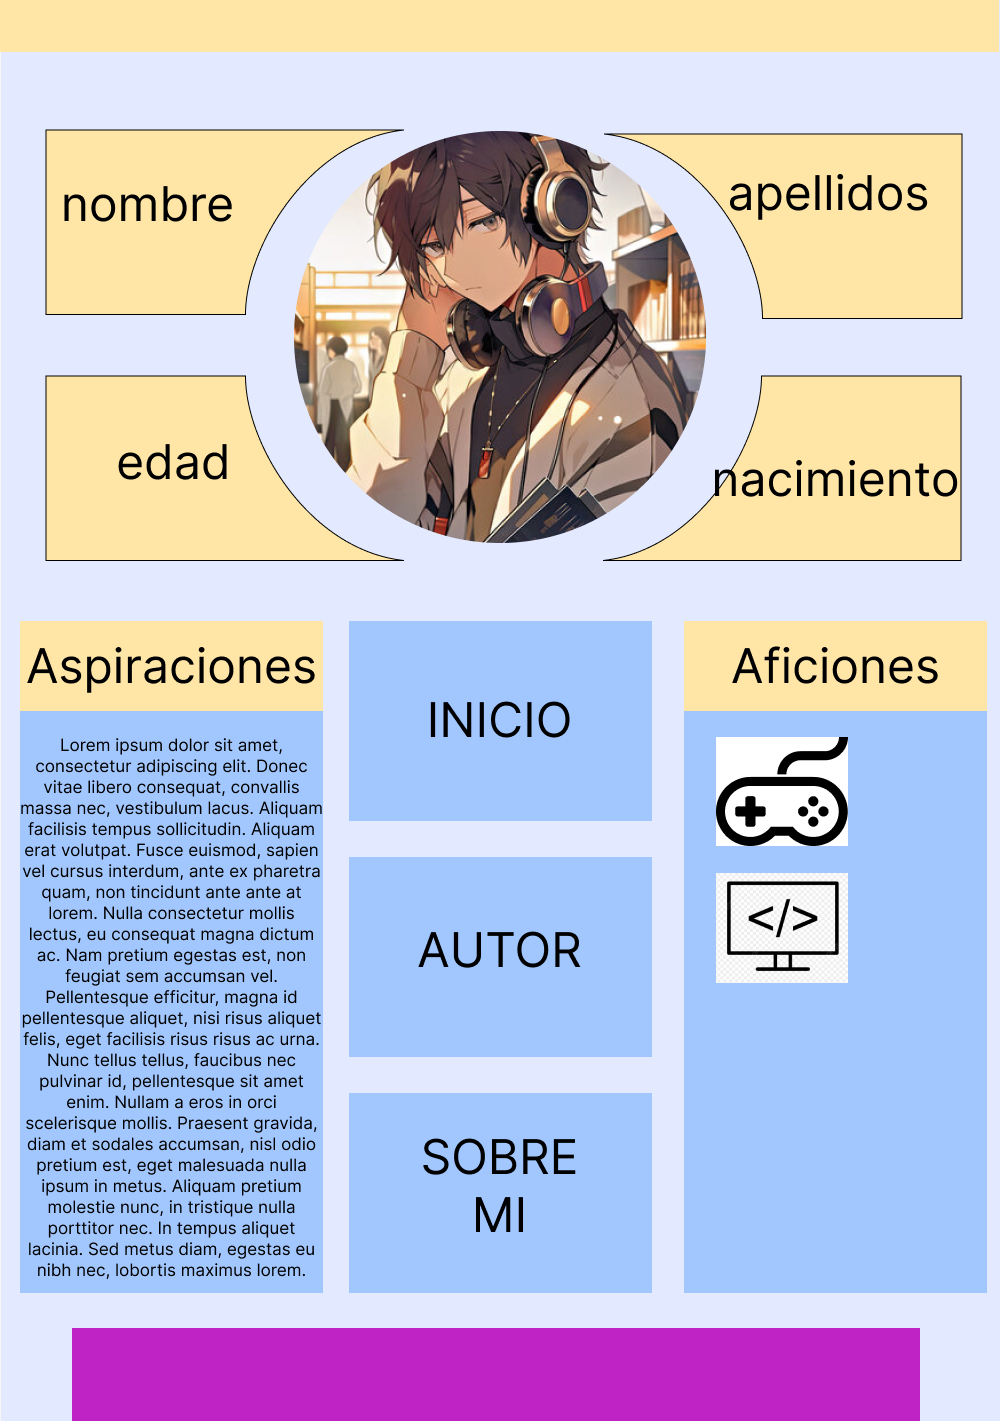 nombre
apellidos
edad
nacimiento
Aspiraciones
Lorem ipsum dolor sit amet,
consectetur adipiscing elit. Donec
vitae libero consequat, convallis
massa nec, vestibulum lacus. Aliquam
facilisis tempus sollicitudin. Aliquam
erat volutpat. Fusce euismod, sapien
vel cursus interdum, ante ex pharetra
quam, non tincidunt ante ante at
lorem. Nulla consectetur mollis
lectus, eu consequat magna dictum
ac. Nam pretium egestas est, non
feugiat sem accumsan vel.
Pellentesque efficitur, magna id
pellentesque aliquet, nisi risus aliquet
felis, eget facilisis risus risus ac urna.
Nunc tellus tellus, faucibus nec
pulvinar id, pellentesque sit amet
enim. Nullam a eros in orci
scelerisque mollis. Praesent gravida,
diam et sodales accumsan, nisl odio
pretium est, eget malesuada nulla
ipsum in metus. Aliquam pretium
molestie nunc, in tristique nulla
porttitor nec. In tempus aliquet
lacinia. Sed metus diam, egestas eu
nibh nec, lobortis maximus lorem.
INICIO
AUTOR
SOBRE
MI
Aficiones
</>